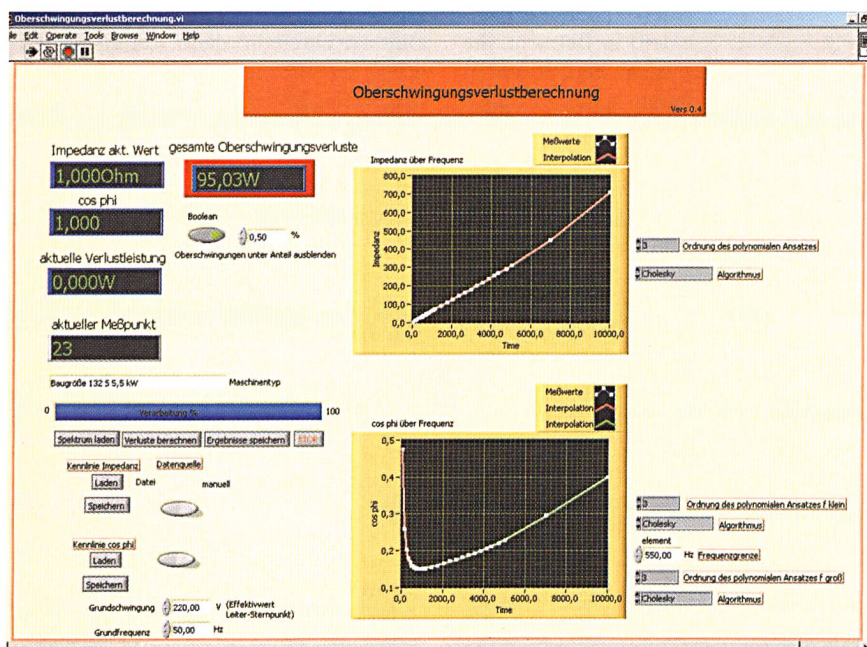 Oberschwingungsverlustberechnung.vi
Edit Operate Tools Browse Window Help
Oberschwingungsverlustberechnung
Vers 0.4
Impedanz akt. Wert
1,000Ohm
gesamte Oberschwingungsverluste
95,03W
cos phi
1,000
Boolean
0,50 %
Oberschwingungen unter Anteil ausblenden
aktuelle Verlustleistung
0,000W
aktueller Meßpunkt
23
Baugröße 132 S 5,5 kW Maschinentyp
0 Verarbeitung % 100
Spektrum laden Verluste berechnen Ergebnisse speichern STOP
Kennlinie Impedanz Datenquelle
Laden Datei manuell
Speichern
Kennlinie cos phi
Laden
Speichern
Grundschwingung 220,00 V (Effektivwert
Leiter-Sternpunkt)
Grundfrequenz 50,00 Hz
Meßwerte
Interpolation
Impedanz über Frequenz
Impedanz
800,0
700,0
600,0
500,0
400,0
300,0
200,0
100,0
0,0
0,0 2000,0 4000,0 6000,0 8000,0 10000,0
Time
3 Ordnung des polynomialen Ansatzes
Cholesky Algorithmus
Meßwerte
Interpolation
Interpolation
cos phi über Frequenz
cos phi
0,5
0,4
0,3
0,2
0,1
0,0 2000,0 4000,0 6000,0 8000,0 10000,0
Time
3 Ordnung des polynomialen Ansatzes f klein
Cholesky Algorithmus
element
550,00 Hz Frequenzgrenze
3 Ordnung des polynomialen Ansatzes f groß
Cholesky Algorithmus